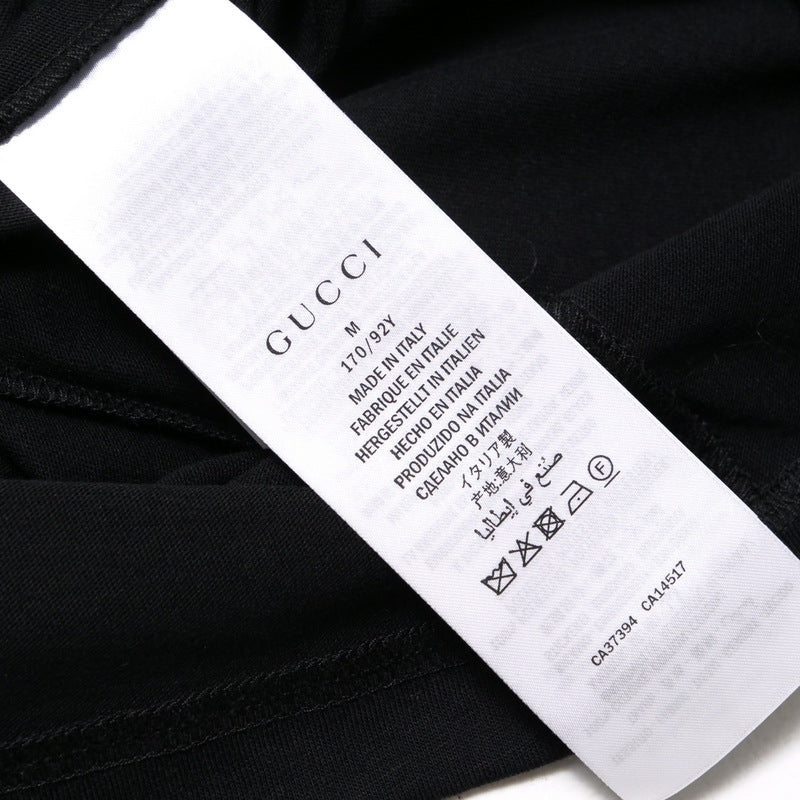 GUCCI
M
170/92Y
MADE IN ITALY
FABRIQUE EN ITALIE
HERGESTELLT IN ITALIEN
HECHO EN ITALIA
PRODUZIDO NA ITALIA
СДЕЛАНО В ИТАЛИИ
イタリア製
产地:意大利
صنع في إيطاليا
F
CA37394 CA14517